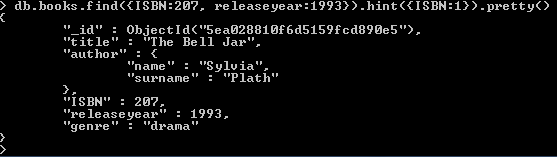 > db.books.find({ISBN:207, releaseyear:1993}).hint({ISBN:1}).pretty()
{
        "_id" : ObjectId("5ea028810f6d5159fcd890e5"),
        "title" : "The Bell Jar",
        "author" : {
                "name" : "Sylvia",
                "surname" : "Plath"
        },
        "ISBN" : 207,
        "releaseyear" : 1993,
        "genre" : "drama"
}
>